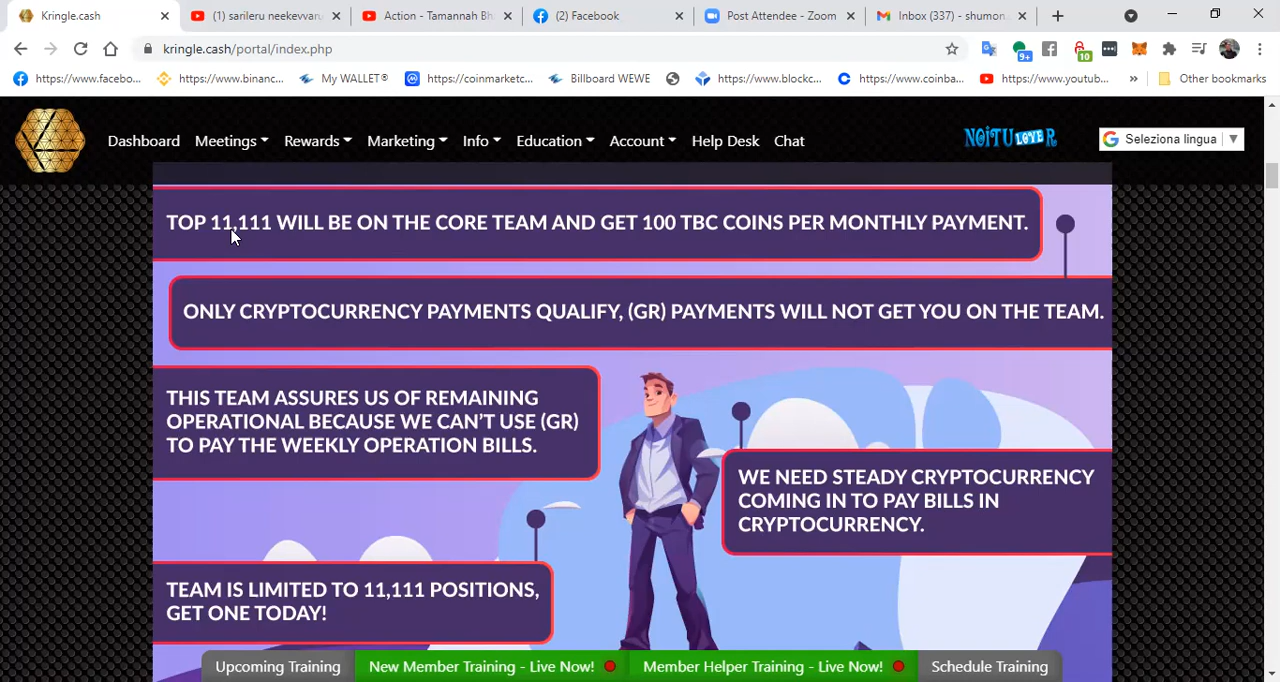 Kringle.cash
(1) sarileru neekevvaru
Action - Tamannah Bh
(2) Facebook
Post Attendee - Zoom
Inbox (337) - shumon.
kringle.cash/portal/index.php
9+
10
https://www.facebo...
https://www.binanc...
My WALLET®
https://coinmarketc...
Billboard WEWE
https://www.blockc...
https://www.coinba...
https://www.youtub...
»
Other bookmarks
Dashboard
Meetings
Rewards
Marketing
Info
Education
Account
Help Desk
Chat
NOiTU LOVER
Seleziona lingua
TOP 11,111 WILL BE ON THE CORE TEAM AND GET 100 TBC COINS PER MONTHLY PAYMENT.
ONLY CRYPTOCURRENCY PAYMENTS QUALIFY, (GR) PAYMENTS WILL NOT GET YOU ON THE TEAM.
THIS TEAM ASSURES US OF REMAINING
OPERATIONAL BECAUSE WE CAN'T USE (GR)
TO PAY THE WEEKLY OPERATION BILLS.
WE NEED STEADY CRYPTOCURRENCY
COMING IN TO PAY BILLS IN
CRYPTOCURRENCY.
TEAM IS LIMITED TO 11,111 POSITIONS,
GET ONE TODAY!
Upcoming Training
New Member Training - Live Now!
Member Helper Training - Live Now!
Schedule Training